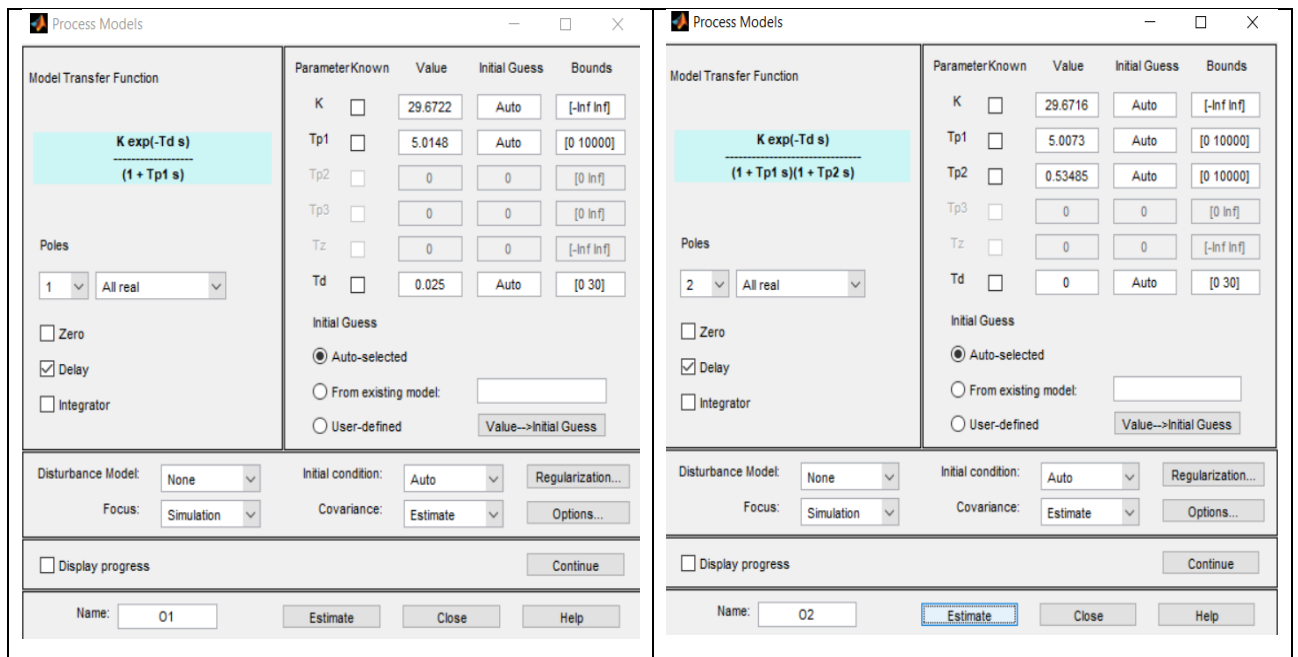 Process Models
Model Transfer Function
K exp(-Td s)
-------------------
(1 + Tp1 s)
Poles
1 All real
Zero
Delay
Integrator
Parameter Known Value Initial Guess Bounds
K 29.6722 Auto [-Inf Inf]
Tp1 5.0148 Auto [0 10000]
Tp2 0 0 [0 Inf]
Tp3 0 0 [0 Inf]
Tz 0 0 [-Inf Inf]
Td 0.025 Auto [0 30]
Initial Guess
Auto-selected
From existing model:
User-defined Value-->Initial Guess
Disturbance Model: None Initial condition: Auto Regularization...
Focus: Simulation Covariance: Estimate Options...
Display progress Continue
Name: O1 Estimate Close Help
Process Models
Model Transfer Function
K exp(-Td s)
-------------------------------
(1 + Tp1 s)(1 + Tp2 s)
Poles
2 All real
Zero
Delay
Integrator
Parameter Known Value Initial Guess Bounds
K 29.6716 Auto [-Inf Inf]
Tp1 5.0073 Auto [0 10000]
Tp2 0.53485 Auto [0 10000]
Tp3 0 0 [0 Inf]
Tz 0 0 [-Inf Inf]
Td 0 Auto [0 30]
Initial Guess
Auto-selected
From existing model:
User-defined Value-->Initial Guess
Disturbance Model: None Initial condition: Auto Regularization...
Focus: Simulation Covariance: Estimate Options...
Display progress Continue
Name: O2 Estimate Close Help